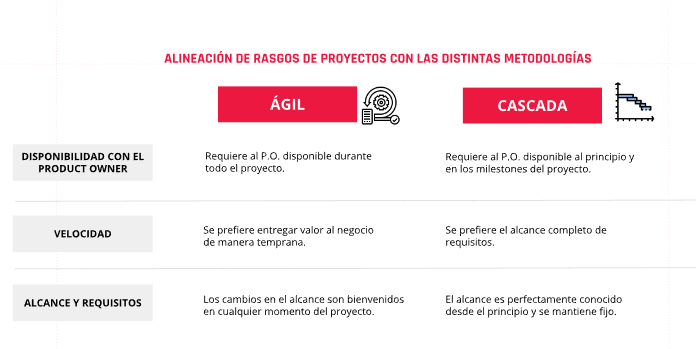 ALINEACIÓN DE RASGOS DE PROYECTOS CON LAS DISTINTAS METODOLOGÍAS
ÁGIL
CASCADA
DISPONIBILIDAD CON EL
PRODUCT OWNER
Requiere al P.O. disponible durante
todo el proyecto.
Requiere al P.O. disponible al principio y
en los milestones del proyecto.
VELOCIDAD
Se prefiere entregar valor al negocio
de manera temprana.
Se prefiere el alcance completo de
requisitos.
ALCANCE Y REQUISITOS
Los cambios en el alcance son bienvenidos
en cualquier momento del proyecto.
El alcance es perfectamente conocido
desde el principio y se mantiene fijo.